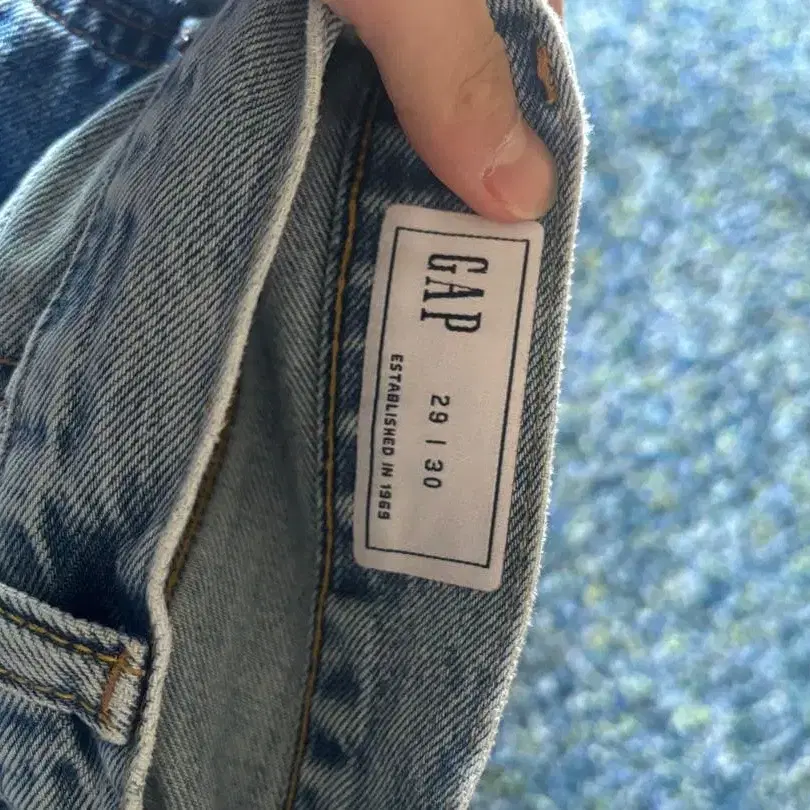 GAP
29 | 30
ESTABLISHED IN 1969